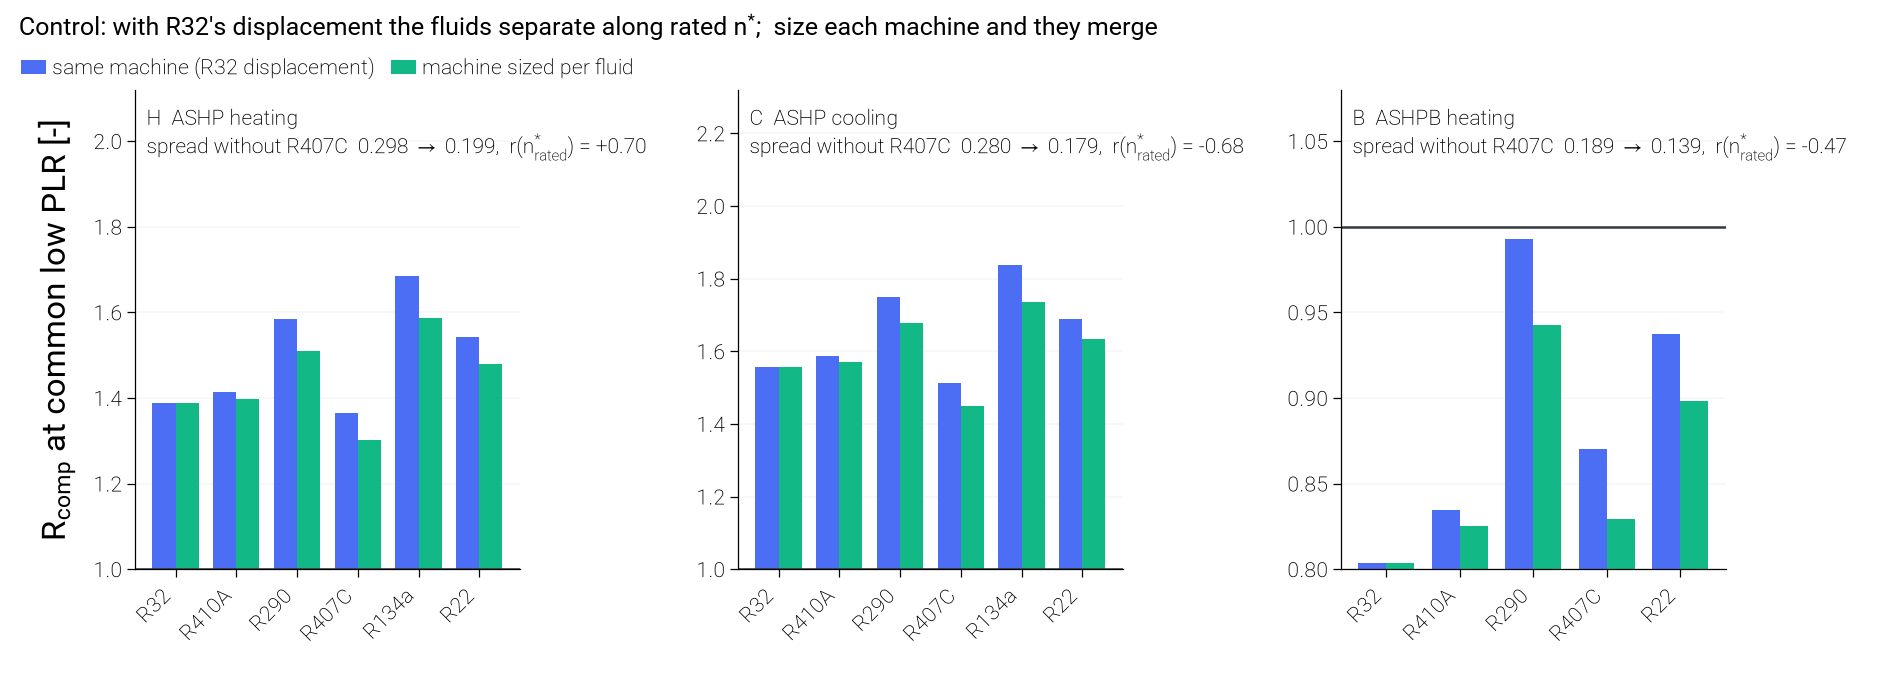 Control: with R32's displacement the fluids separate along rated n*; size each machine and they merge
same machine (R32 displacement)
machine sized per fluid
R_comp at common low PLR [-]
H ASHP heating
spread without R407C 0.298 → 0.199, r(n*_rated) = +0.70
2.0
1.8
1.6
1.4
1.2
1.0
R32
R410A
R290
R407C
R134a
R22
C ASHP cooling
spread without R407C 0.280 → 0.179, r(n*_rated) = -0.68
2.2
2.0
1.8
1.6
1.4
1.2
1.0
R32
R410A
R290
R407C
R134a
R22
B ASHPB heating
spread without R407C 0.189 → 0.139, r(n*_rated) = -0.47
1.05
1.00
0.95
0.90
0.85
0.80
R32
R410A
R290
R407C
R22